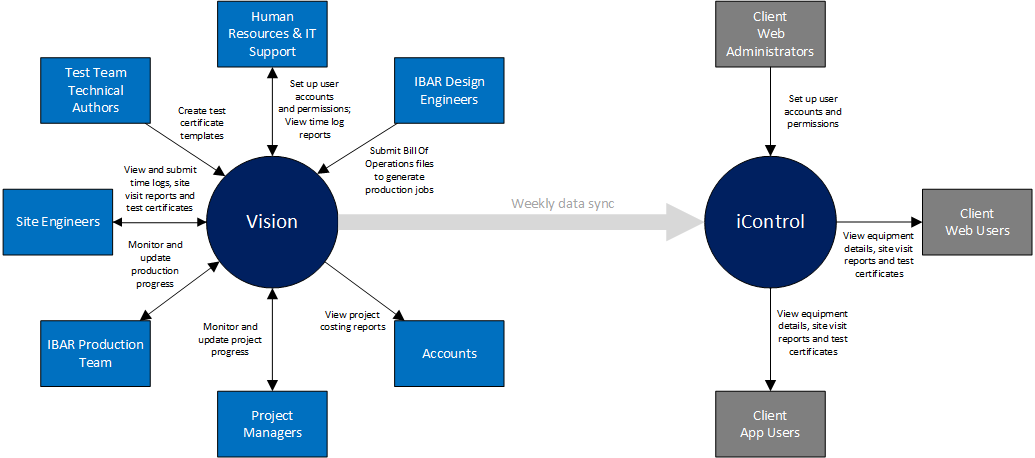 Human
Resources & IT
Support
Client
Web
Administrators
Test Team
Technical
Authors
IBAR Design
Engineers
Set up user
accounts
and permissions;
View time log
reports
Create test
certificate
templates
Set up user
accounts and
permissions
Submit Bill Of
Operations files
to generate
production jobs
View and submit
time logs, site
visit reports and
test certificates
Site Engineers
Vision
Weekly data sync
iControl
Client
Web Users
Monitor and
update
production
progress
View equipment
details, site visit
reports and test
certificates
View project
costing reports
Monitor and
update project
progress
View equipment
details, site visit
reports and test
certificates
IBAR Production
Team
Accounts
Project
Managers
Client
App Users